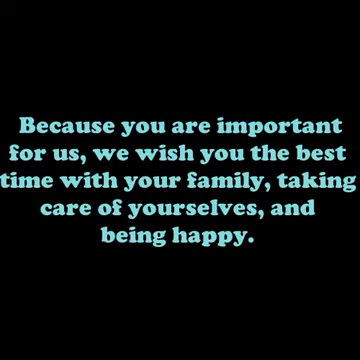 Because you are important
for us, we wish you the best
time with your family, taking
care of yourselves, and
being happy.